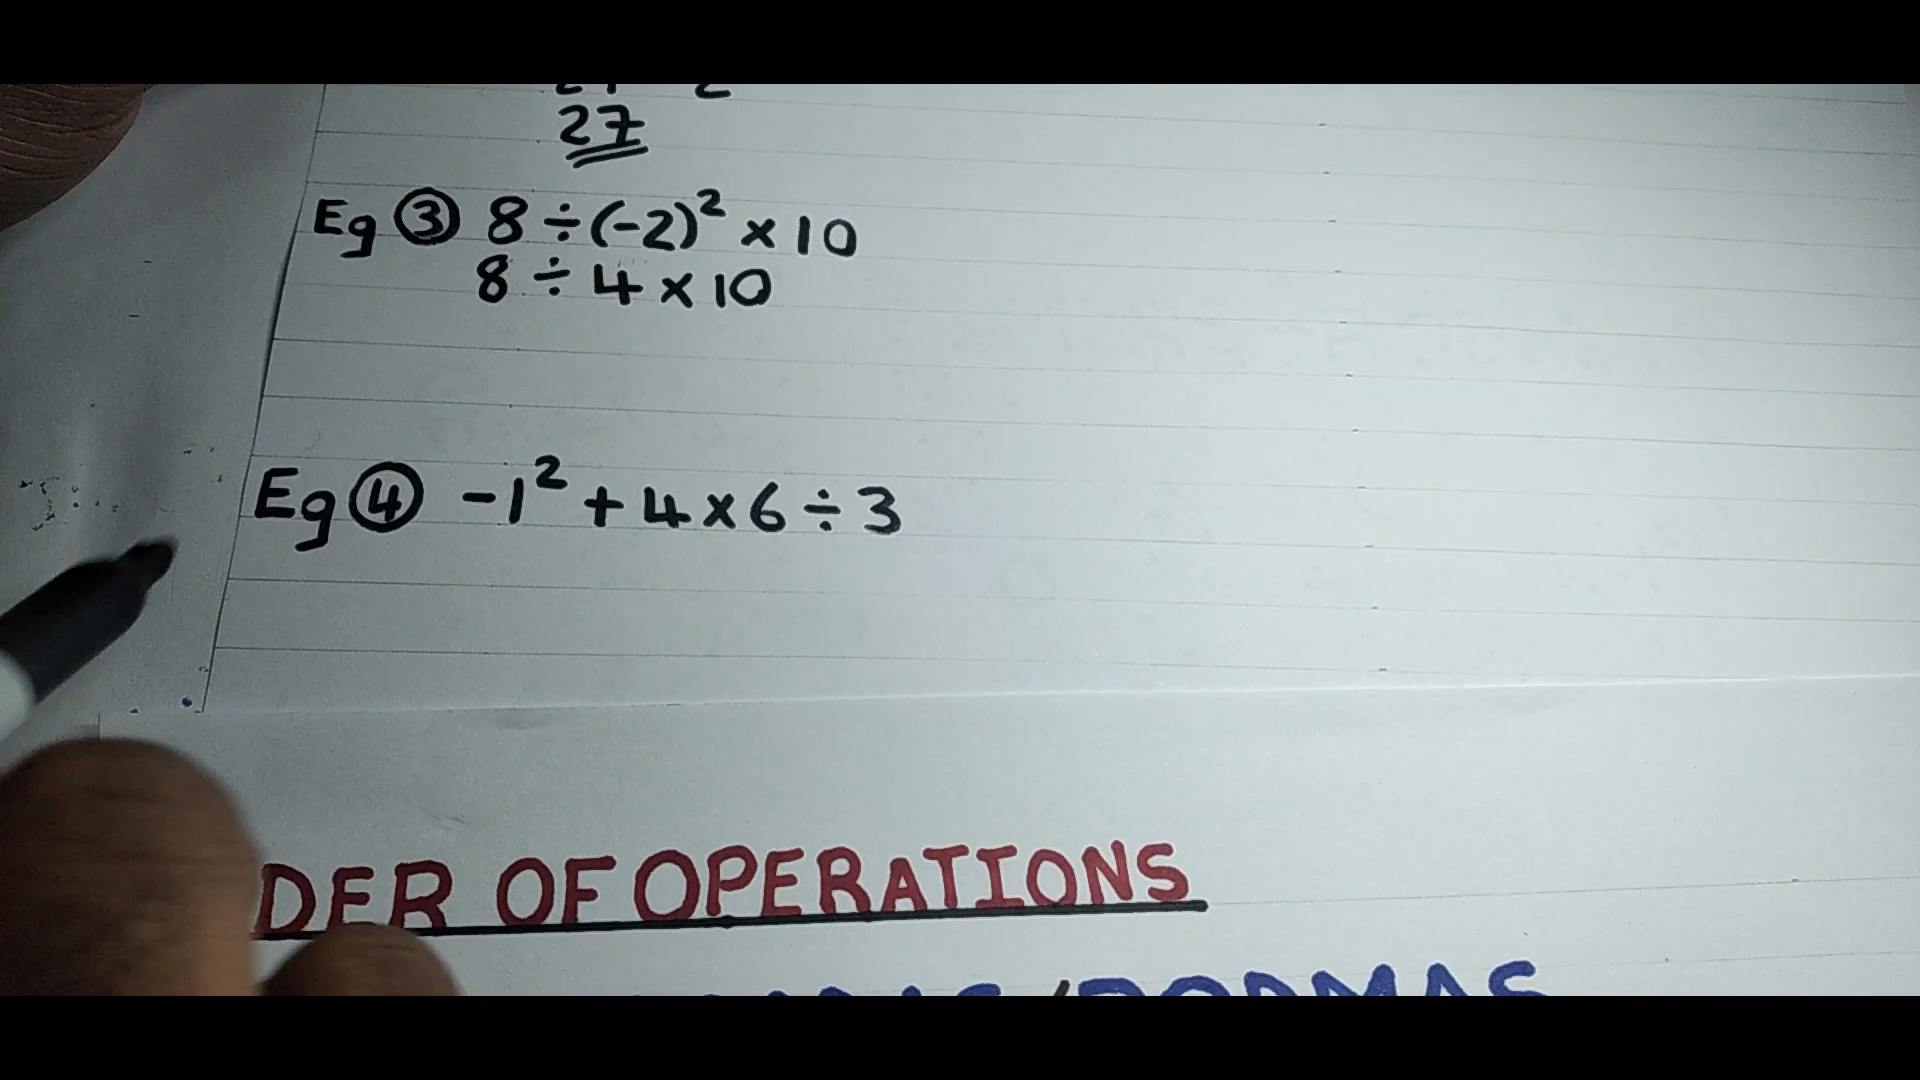 27
Eg ③ 8 ÷ (-2)² × 10
8 ÷ 4 × 10
Eg ④ -1² + 4 × 6 ÷ 3
DER OF OPERATIONS